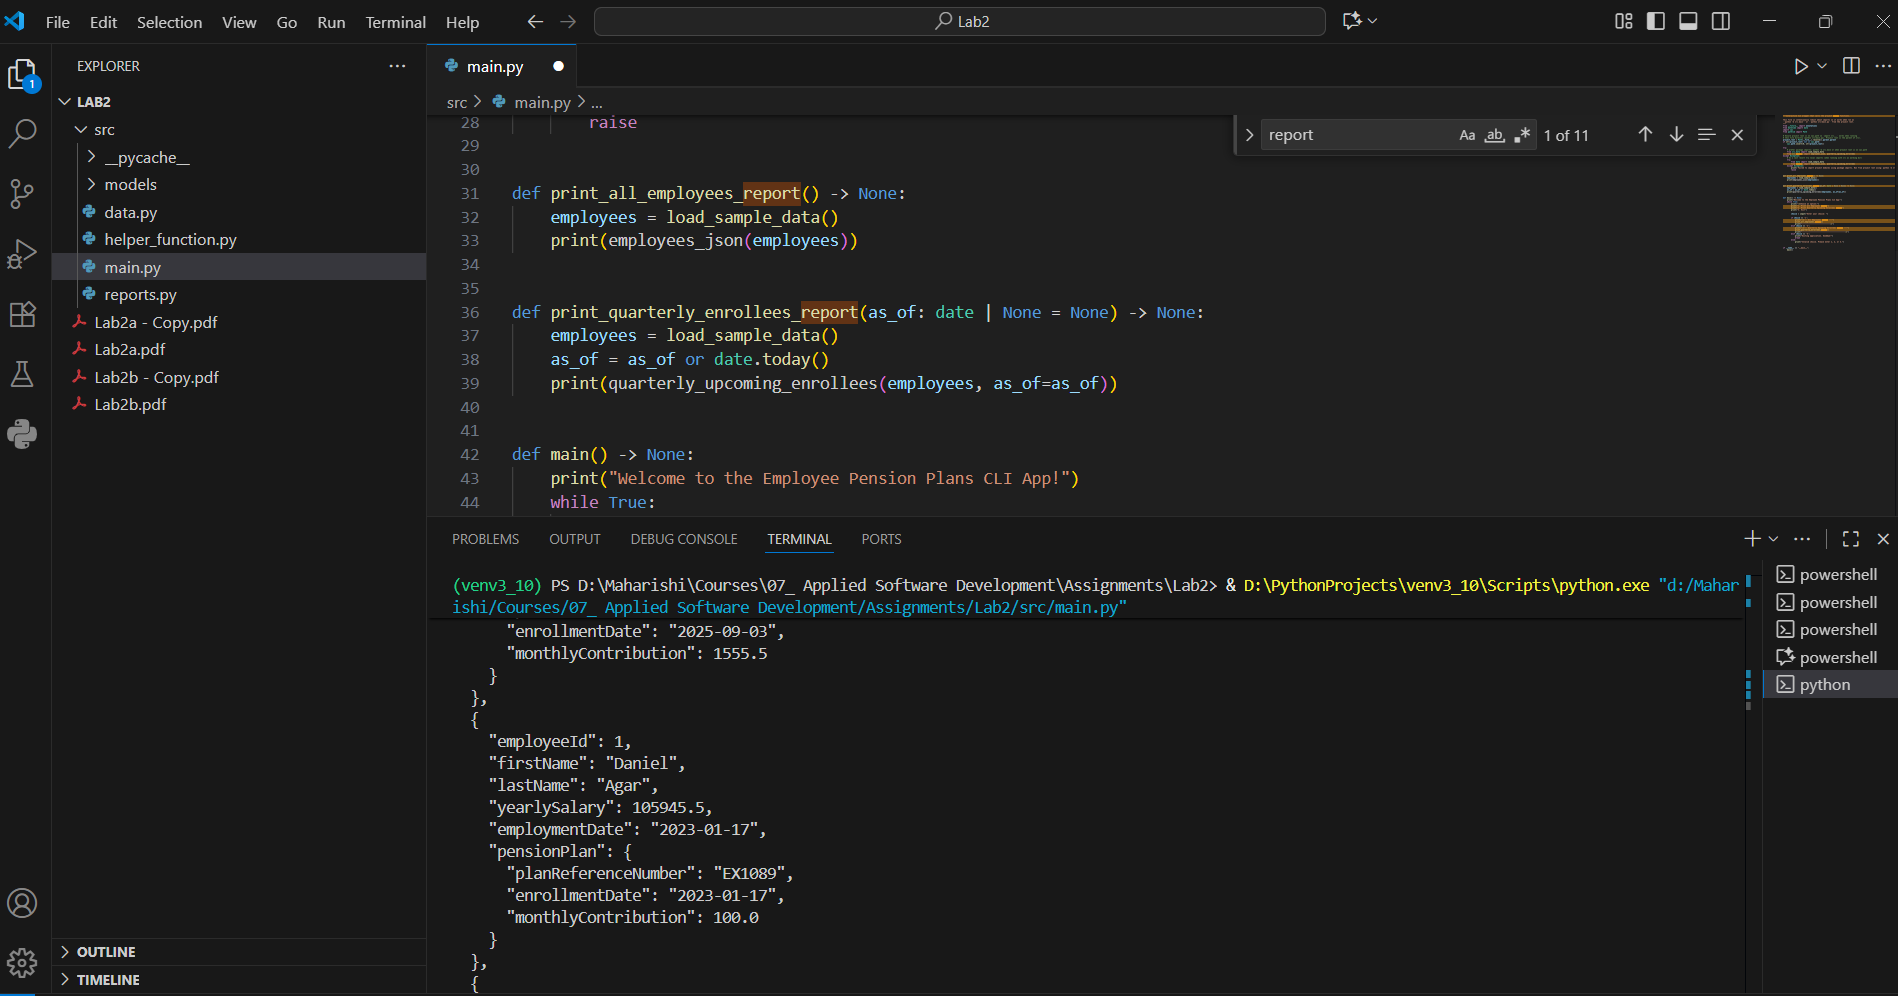 File Edit Selection View Go Run Terminal Help
Lab2
EXPLORER
1
LAB2
src
__pycache__
models
data.py
helper_function.py
main.py
reports.py
Lab2a - Copy.pdf
Lab2a.pdf
Lab2b - Copy.pdf
Lab2b.pdf
OUTLINE
TIMELINE
main.py
src > main.py > ...
report
Aa ab .* 1 of 11
28 raise
29
30
31 def print_all_employees_report() -> None:
32 employees = load_sample_data()
33 print(employees_json(employees))
34
35
36 def print_quarterly_enrollees_report(as_of: date | None = None) -> None:
37 employees = load_sample_data()
38 as_of = as_of or date.today()
39 print(quarterly_upcoming_enrollees(employees, as_of=as_of))
40
41
42 def main() -> None:
43 print("Welcome to the Employee Pension Plans CLI App!")
44 while True:
PROBLEMS OUTPUT DEBUG CONSOLE TERMINAL PORTS
(venv3_10) PS D:\Maharishi\Courses\07_ Applied Software Development\Assignments\Lab2> & D:\PythonProjects\venv3_10\Scripts\python.exe "d:/Mahar
ishi/Courses/07_ Applied Software Development/Assignments/Lab2/src/main.py"
"enrollmentDate": "2025-09-03",
"monthlyContribution": 1555.5
}
},
{
"employeeId": 1,
"firstName": "Daniel",
"lastName": "Agar",
"yearlySalary": 105945.5,
"employmentDate": "2023-01-17",
"pensionPlan": {
"planReferenceNumber": "EX1089",
"enrollmentDate": "2023-01-17",
"monthlyContribution": 100.0
}
},
{
powershell
powershell
powershell
powershell
python